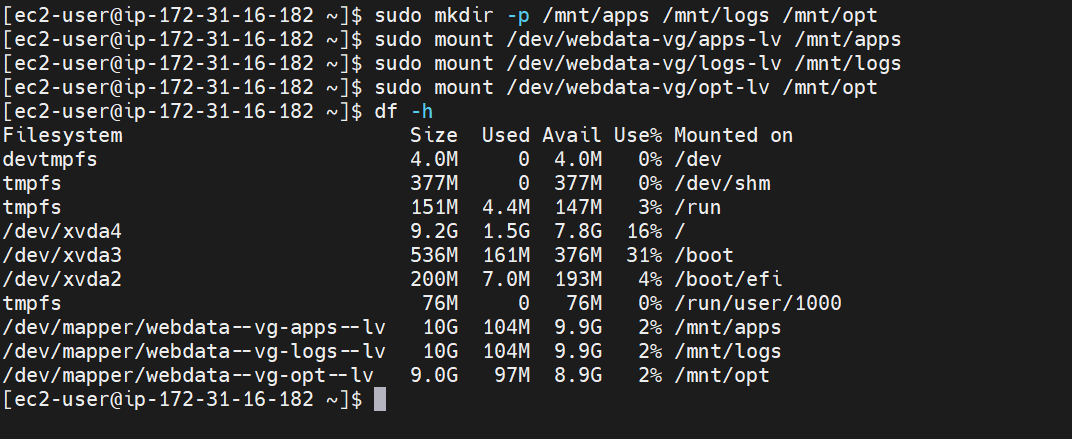 [ec2-user@ip-172-31-16-182 ~]$ sudo mkdir -p /mnt/apps /mnt/logs /mnt/opt
[ec2-user@ip-172-31-16-182 ~]$ sudo mount /dev/webdata-vg/apps-lv /mnt/apps
[ec2-user@ip-172-31-16-182 ~]$ sudo mount /dev/webdata-vg/logs-lv /mnt/logs
[ec2-user@ip-172-31-16-182 ~]$ sudo mount /dev/webdata-vg/opt-lv /mnt/opt
[ec2-user@ip-172-31-16-182 ~]$ df -h
Filesystem                        Size  Used Avail Use% Mounted on
devtmpfs                          4.0M     0  4.0M   0% /dev
tmpfs                             377M     0  377M   0% /dev/shm
tmpfs                             151M  4.4M  147M   3% /run
/dev/xvda4                        9.2G  1.5G  7.8G  16% /
/dev/xvda3                        536M  161M  376M  31% /boot
/dev/xvda2                        200M  7.0M  193M   4% /boot/efi
tmpfs                              76M     0   76M   0% /run/user/1000
/dev/mapper/webdata--vg-apps--lv   10G  104M  9.9G   2% /mnt/apps
/dev/mapper/webdata--vg-logs--lv   10G  104M  9.9G   2% /mnt/logs
/dev/mapper/webdata--vg-opt--lv   9.0G   97M  8.9G   2% /mnt/opt
[ec2-user@ip-172-31-16-182 ~]$